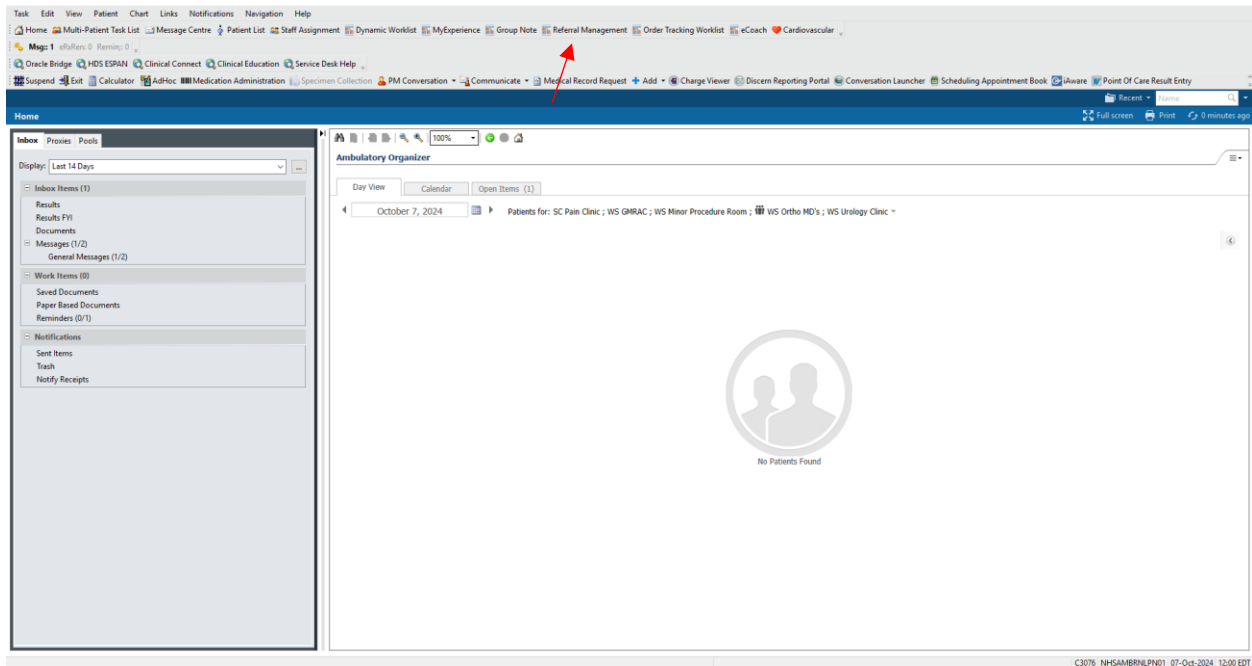 Task Edit View Patient Chart Links Notifications Navigation Help
Home Multi-Patient Task List Message Centre Patient List Staff Assignment Dynamic Worklist MyExperience Group Note Referral Management Order Tracking Worklist eCoach Cardiovascular
Msg: 1 eRxRen: 0 Remin: 0
Oracle Bridge HDS ESPAN Clinical Connect Clinical Education Service Desk Help
Suspend Exit Calculator AdHoc Medication Administration Specimen Collection PM Conversation Communicate Medical Record Request Add Charge Viewer Discern Reporting Portal Conversation Launcher Scheduling Appointment Book iAware Point Of Care Result Entry
Recent Name
Home Full screen Print 0 minutes ago
Inbox Proxies Pools
100%
Ambulatory Organizer
Display: Last 14 Days ...
Day View Calendar Open Items (1)
Inbox Items (1)
Results
Results FYI
Documents
Messages (1/2)
General Messages (1/2)
Work Items (0)
Saved Documents
Paper Based Documents
Reminders (0/1)
Notifications
Sent Items
Trash
Notify Receipts
October 7, 2024 Patients for: SC Pain Clinic ; WS GMRAC ; WS Minor Procedure Room ; WS Ortho MD's ; WS Urology Clinic
No Patients Found
C3076 NHSAMBRNLPN01 07-Oct-2024 12:00 EDT